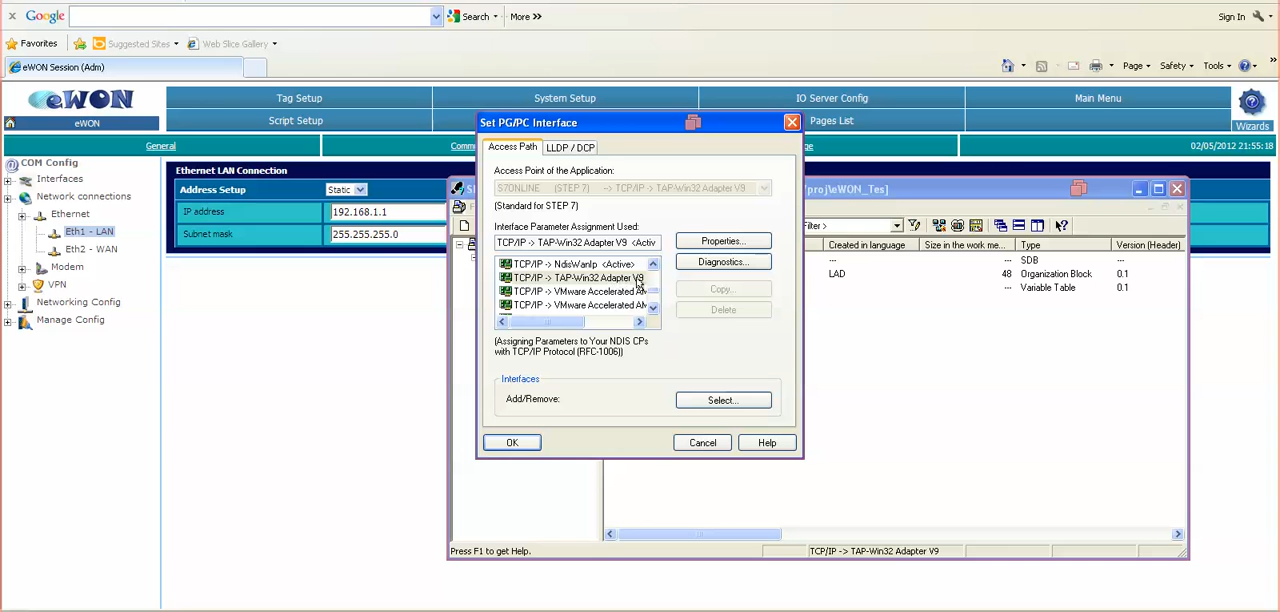 x Google Search More »
Sign In
Favorites Suggested Sites Web Slice Gallery
eWON Session (Adm)
Page Safety Tools
eWON
eWON
Tag Setup System Setup IO Server Config Main Menu
Script Setup Pages List
Wizards
General
02/05/2012 21:55:18
COM Config
Interfaces
Network connections
Ethernet
Eth1 - LAN
Eth2 - WAN
Modem
VPN
Networking Config
Manage Config
Ethernet LAN Connection
Address Setup Static
IP address 192.168.1.1
Subnet mask 255.255.255.0
Set PG/PC Interface
Access Path LLDP / DCP
Access Point of the Application:
S7ONLINE (STEP 7) --> TCP/IP -> TAP-Win32 Adapter V9
(Standard for STEP 7)
Interface Parameter Assignment Used:
TCP/IP -> TAP-Win32 Adapter V9 <Activ
Properties...
TCP/IP -> NdisWanIp <Active>
TCP/IP -> TAP-Win32 Adapter V9
TCP/IP -> VMware Accelerated
TCP/IP -> VMware Accelerated
Diagnostics...
Copy...
Delete
(Assigning Parameters to Your NDIS CPs
with TCP/IP Protocol (RFC-1006))
Interfaces
Add/Remove:
Select...
OK Cancel Help
Created in language Size in the work me... Type Version (Header)
--- --- SDB
LAD 48 Organization Block 0.1
--- Variable Table 0.1
Press F1 to get Help.
TCP/IP -> TAP-Win32 Adapter V9